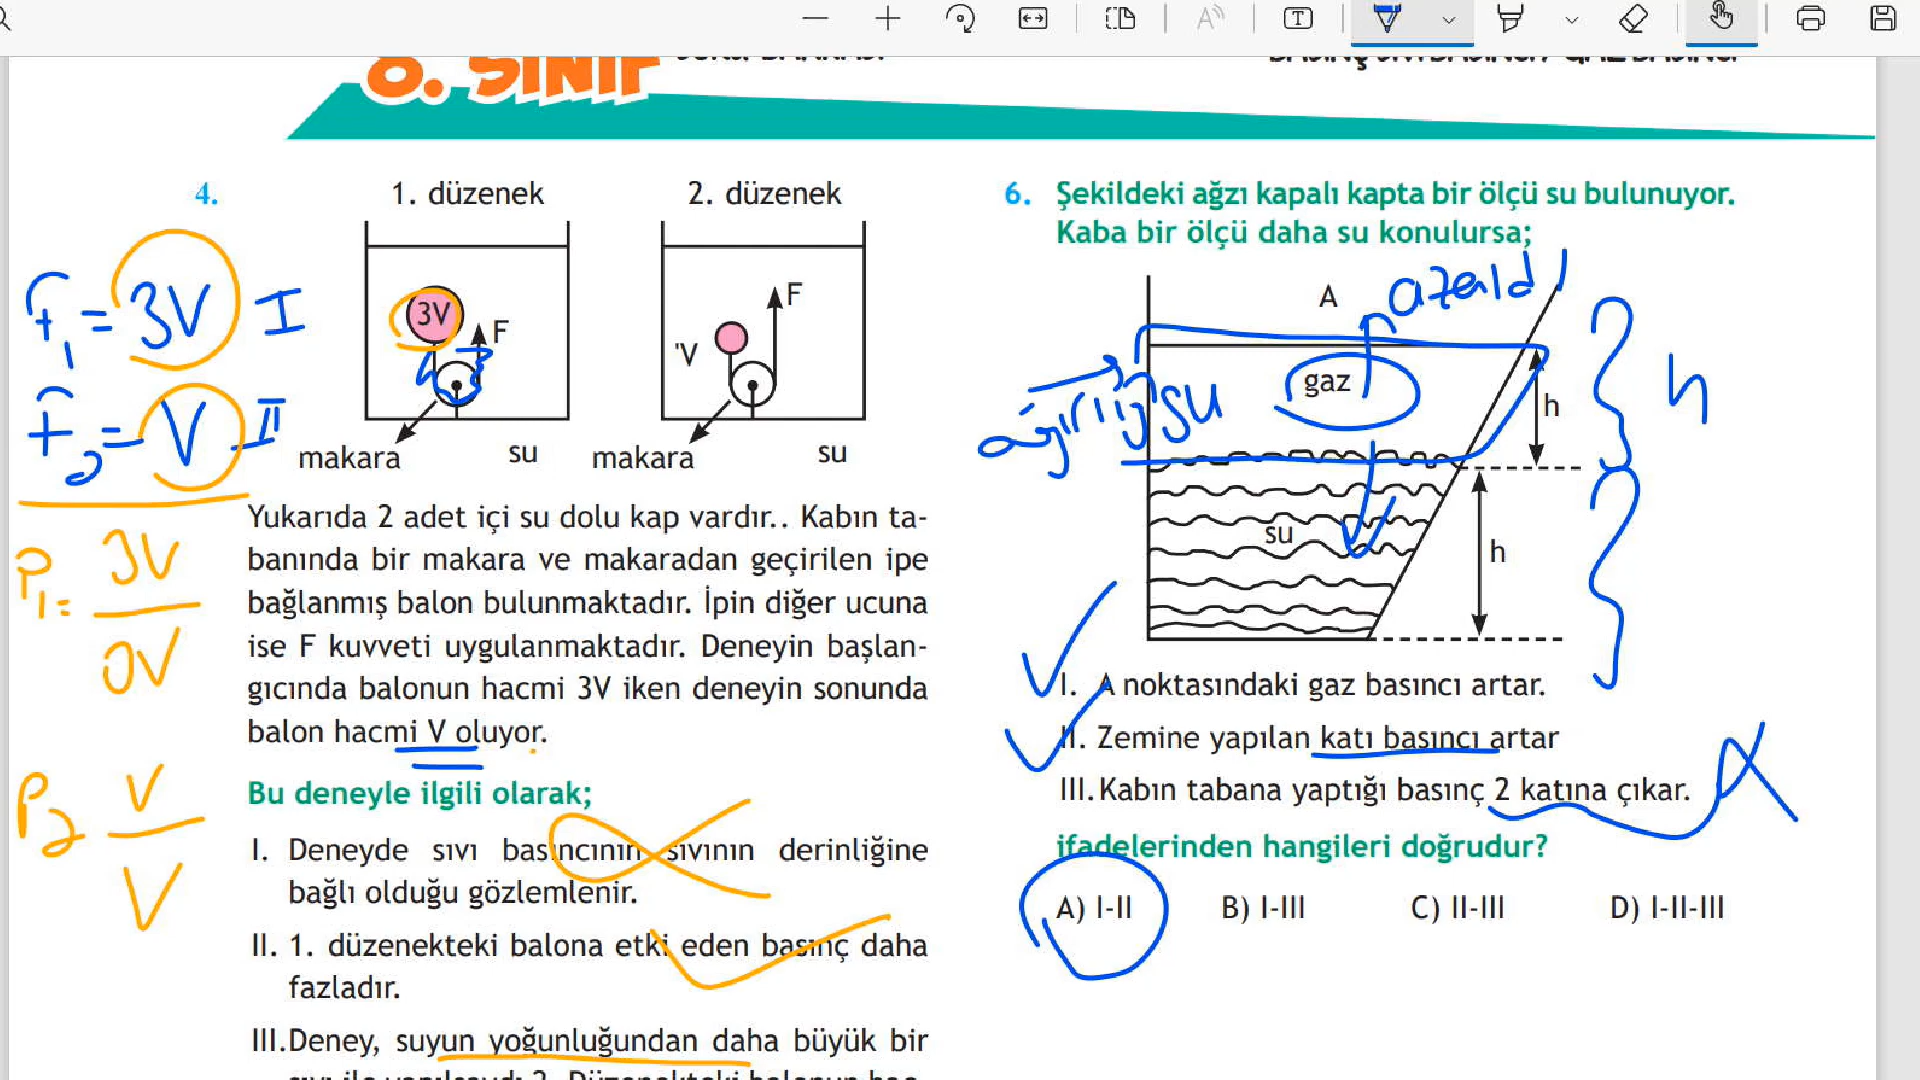 8. SINIF
4.
1. düzenek
2. düzenek
3V
F
F
'V
makara
su
makara
su
Yukarıda 2 adet içi su dolu kap vardır.. Kabın ta-
banında bir makara ve makaradan geçirilen ipe
bağlanmış balon bulunmaktadır. İpin diğer ucuna
ise F kuvveti uygulanmaktadır. Deneyin başlan-
gıcında balonun hacmi 3V iken deneyin sonunda
balon hacmi V oluyor.
Bu deneyle ilgili olarak;
I. Deneyde sıvı basıncının sıvının derinliğine
bağlı olduğu gözlemlenir.
II. 1. düzenekteki balona etki eden basınç daha
fazladır.
III.Deney, suyun yoğunluğundan daha büyük bir
F1 = 3V I
F2 = V II
P1 = 3V
0V
P2 V
V
6. Şekildeki ağzı kapalı kapta bir ölçü su bulunuyor.
Kaba bir ölçü daha su konulursa;
A
azald
gaz
h
h
ağırlığı
su
su
h
I. A noktasındaki gaz basıncı artar.
II. Zemine yapılan katı basıncı artar
III.Kabın tabana yaptığı basınç 2 katına çıkar.
ifadelerinden hangileri doğrudur?
A) I-II B) I-III C) II-III D) I-II-III